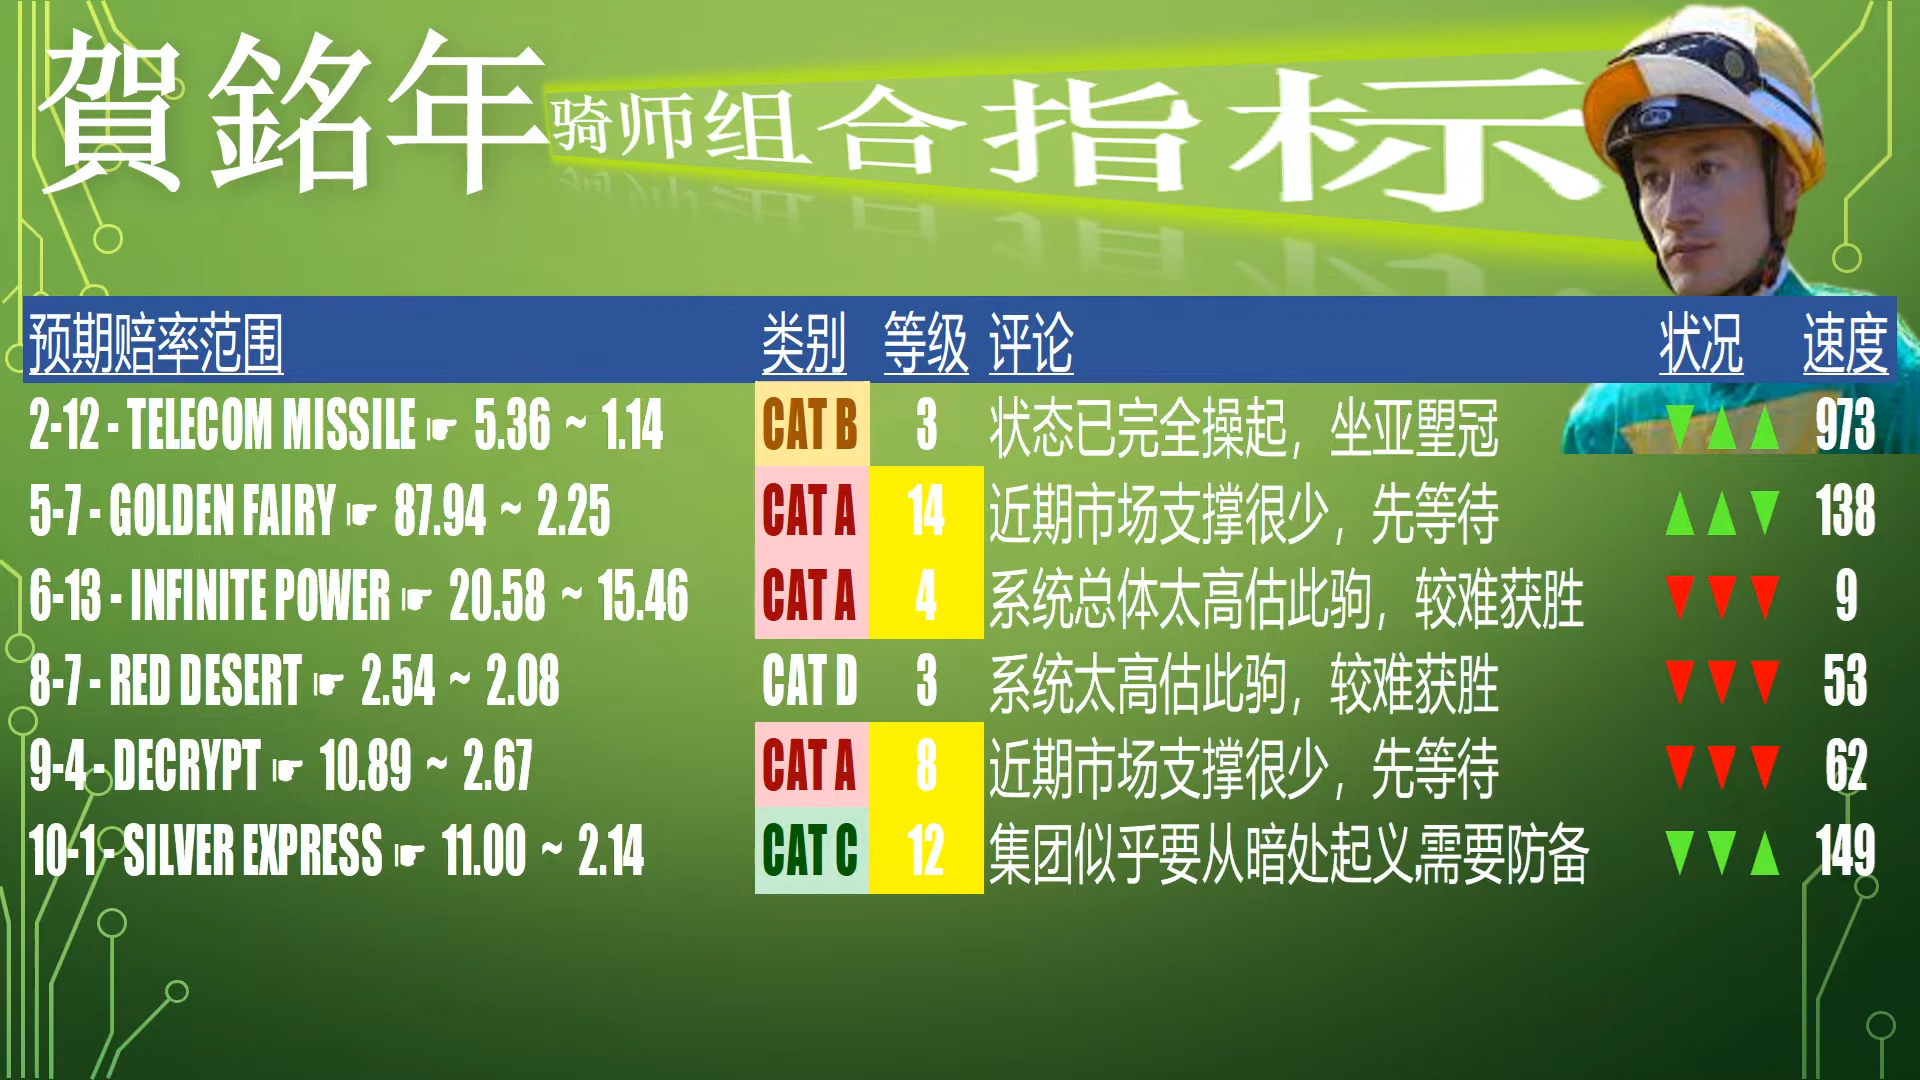 賀銘年骑师组合指标
预期赔率范围 类别 等级 评论 状况 速度
2-12 - TELECOM MISSILE ☛ 5.36 ~ 1.14 CAT B 3 状态已完全操起，坐亚曌冠 ▼▲▲ 973
5-7 - GOLDEN FAIRY ☛ 87.94 ~ 2.25 CAT A 14 近期市场支撑很少，先等待 ▲▲▼ 138
6-13 - INFINITE POWER ☛ 20.58 ~ 15.46 CAT A 4 系统总体太高估此驹，较难获胜 ▼▼▼ 9
8-7 - RED DESERT ☛ 2.54 ~ 2.08 CAT D 3 系统太高估此驹，较难获胜 ▼▼▼ 53
9-4 - DECRYPT ☛ 10.89 ~ 2.67 CAT A 8 近期市场支撑很少，先等待 ▼▼▼ 62
10-1 - SILVER EXPRESS ☛ 11.00 ~ 2.14 CAT C 12 集团似乎要从暗处起义,需要防备 ▼▼▲ 149